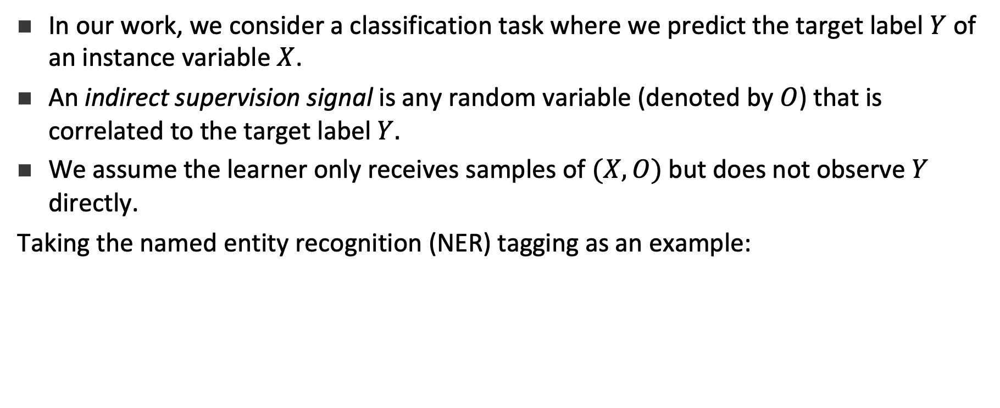 ■ In our work, we consider a classification task where we predict the target label Y of
an instance variable X.
■ An indirect supervision signal is any random variable (denoted by O) that is
correlated to the target label Y.
■ We assume the learner only receives samples of (X, O) but does not observe Y
directly.
Taking the named entity recognition (NER) tagging as an example: